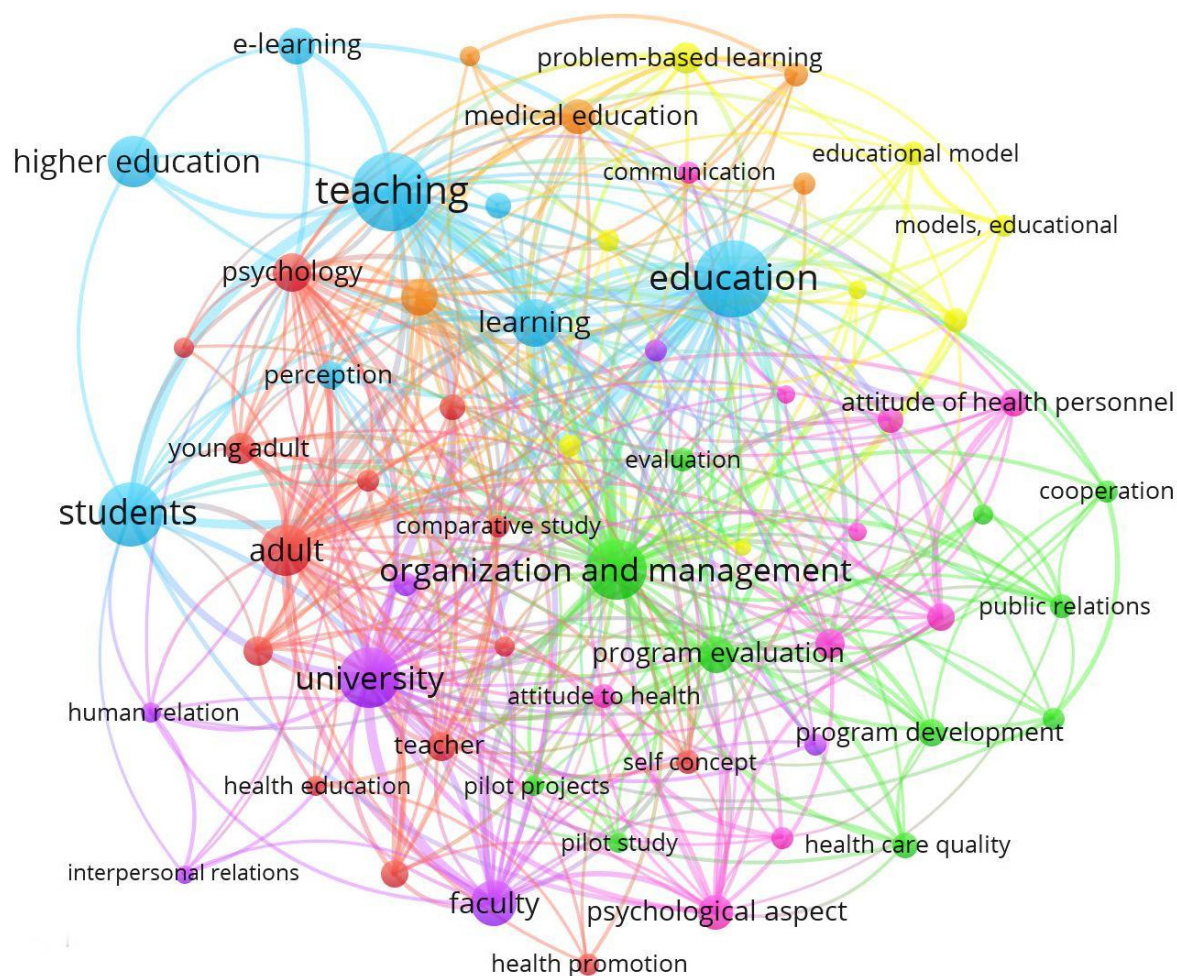 e-learning
problem-based learning
medical education
higher education
educational model
communication
teaching
models, educational
psychology
education
learning
perception
attitude of health personnel
young adult
evaluation
cooperation
students
comparative study
adult
organization and management
public relations
program evaluation
university
attitude to health
human relation
program development
teacher
self concept
health education
pilot projects
pilot study
health care quality
interpersonal relations
faculty
psychological aspect
health promotion